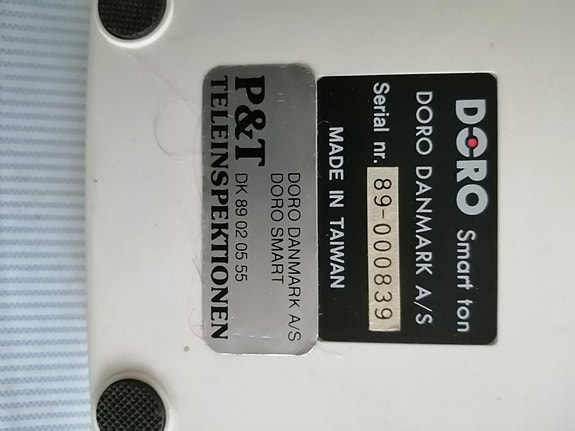 DORO Smart ton
DORO DANMARK A/S
Serial nr. 89-000839
MADE IN TAIWAN
DORO DANMARK A/S
DORO SMART
P&T DK 89 02 05 55
TELEINSPEKTIONEN